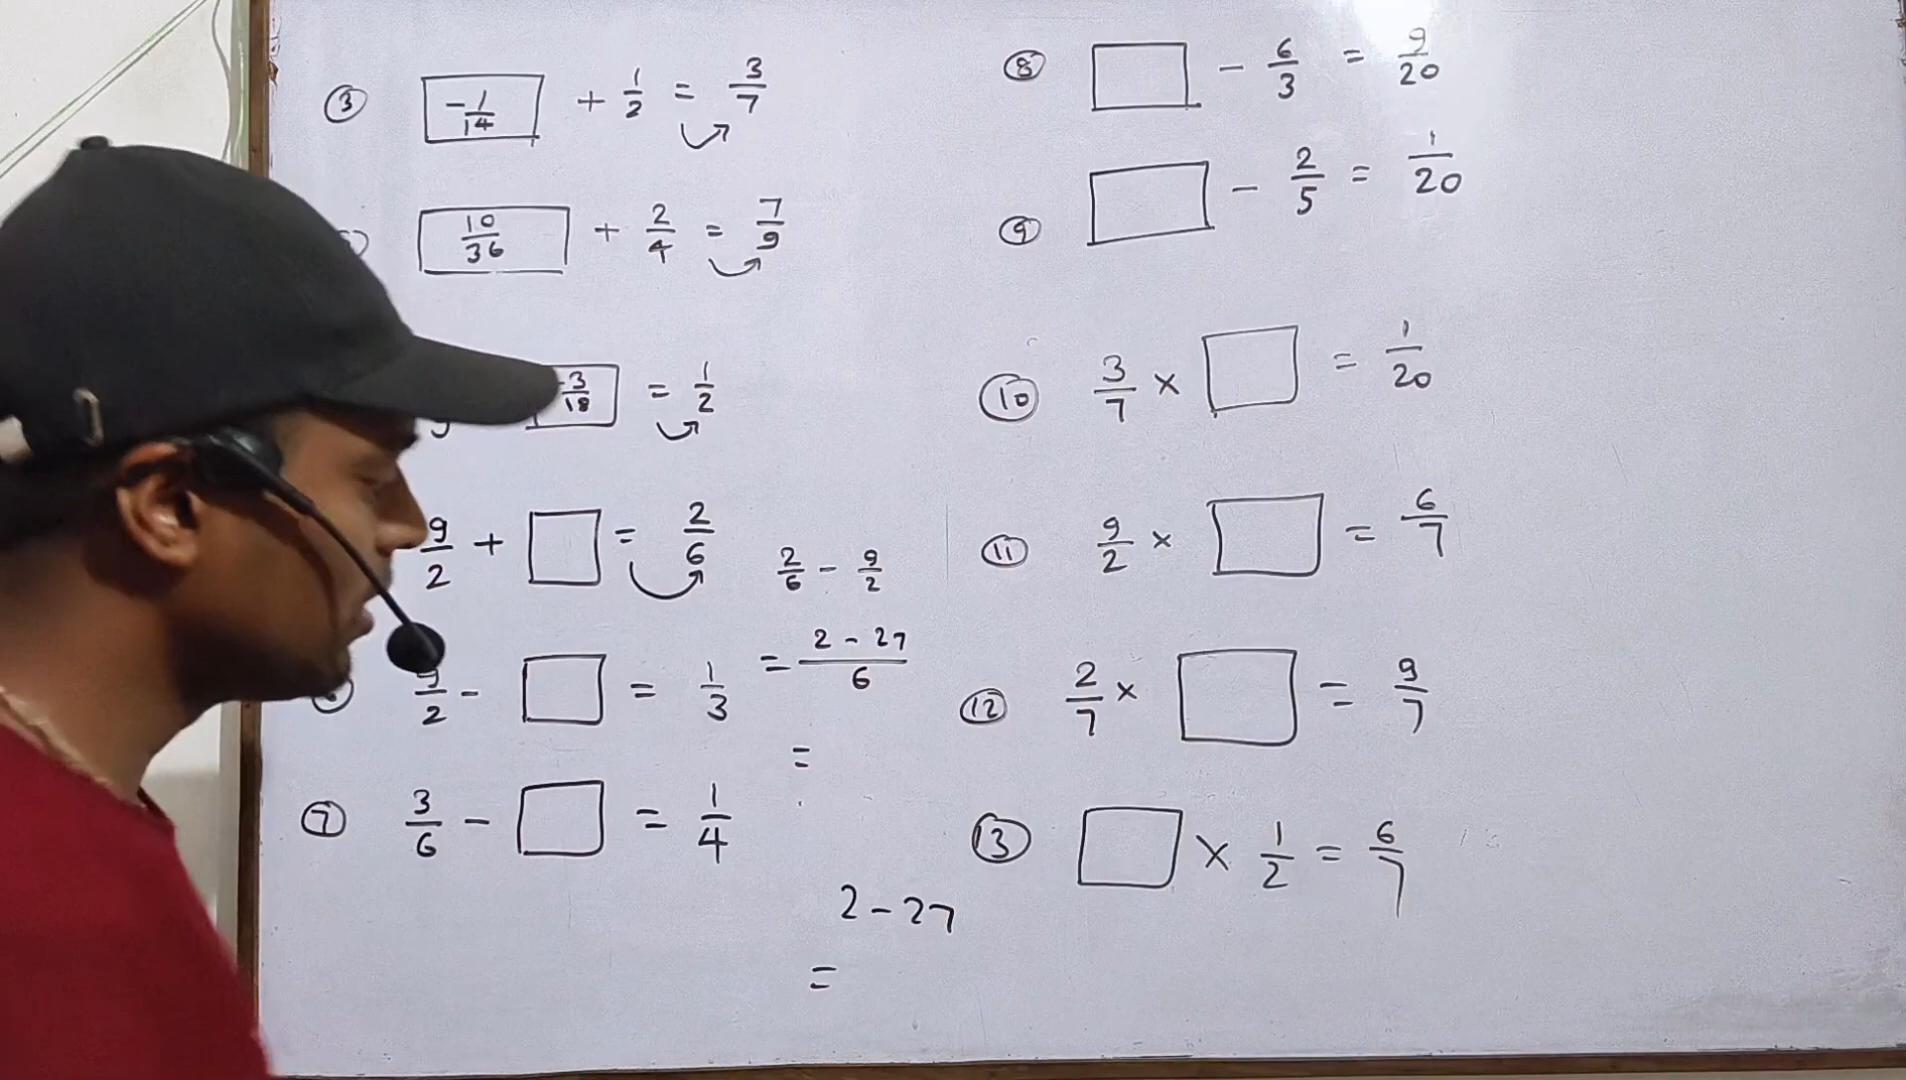 ③ -1/14 + 1/2 = 3/7
10/36 + 2/4 = 7/9
3/18 = 1/2
9/2 + □ = 2/6
2/6 - 9/2
= 2 - 27 / 6
=
9/2 - □ = 1/3
⑦ 3/6 - □ = 1/4
2 - 27
=
⑧ □ - 6/3 = 9/20
⑨ □ - 2/5 = 1/20
⑩ 3/7 × □ = 1/20
⑪ 9/2 × □ = 6/7
⑫ 2/7 × □ = 9/7
⑬ □ × 1/2 = 6/7